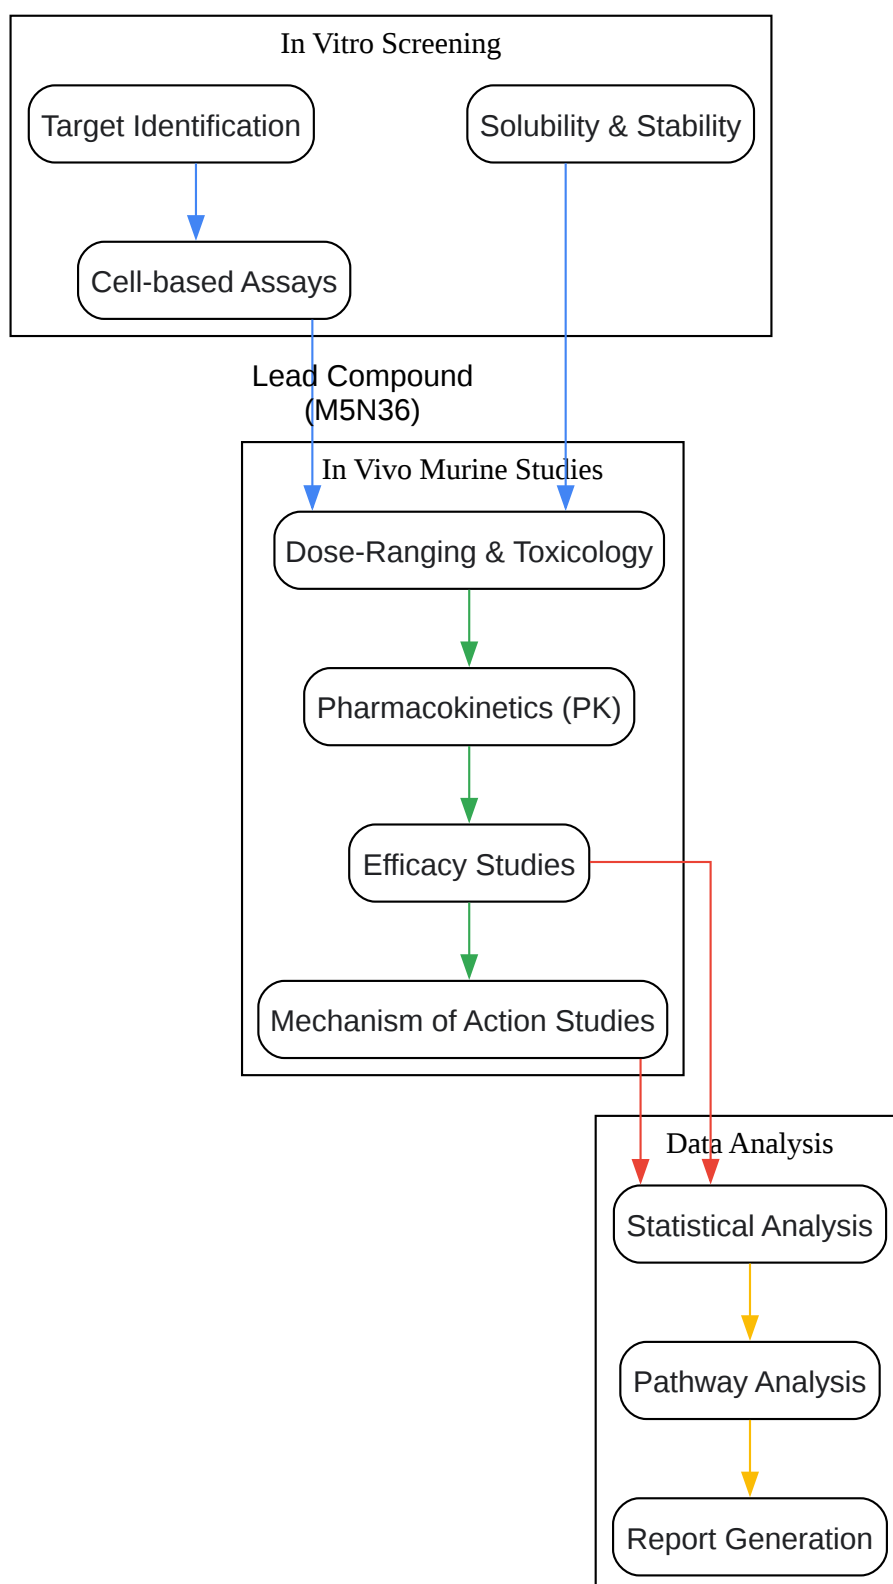 In Vitro Screening
Target Identification
Solubility & Stability
Cell-based Assays
Lead Compound
(M5N36)
In Vivo Murine Studies
Dose-Ranging & Toxicology
Pharmacokinetics (PK)
Efficacy Studies
Mechanism of Action Studies
Data Analysis
Statistical Analysis
Pathway Analysis
Report Generation